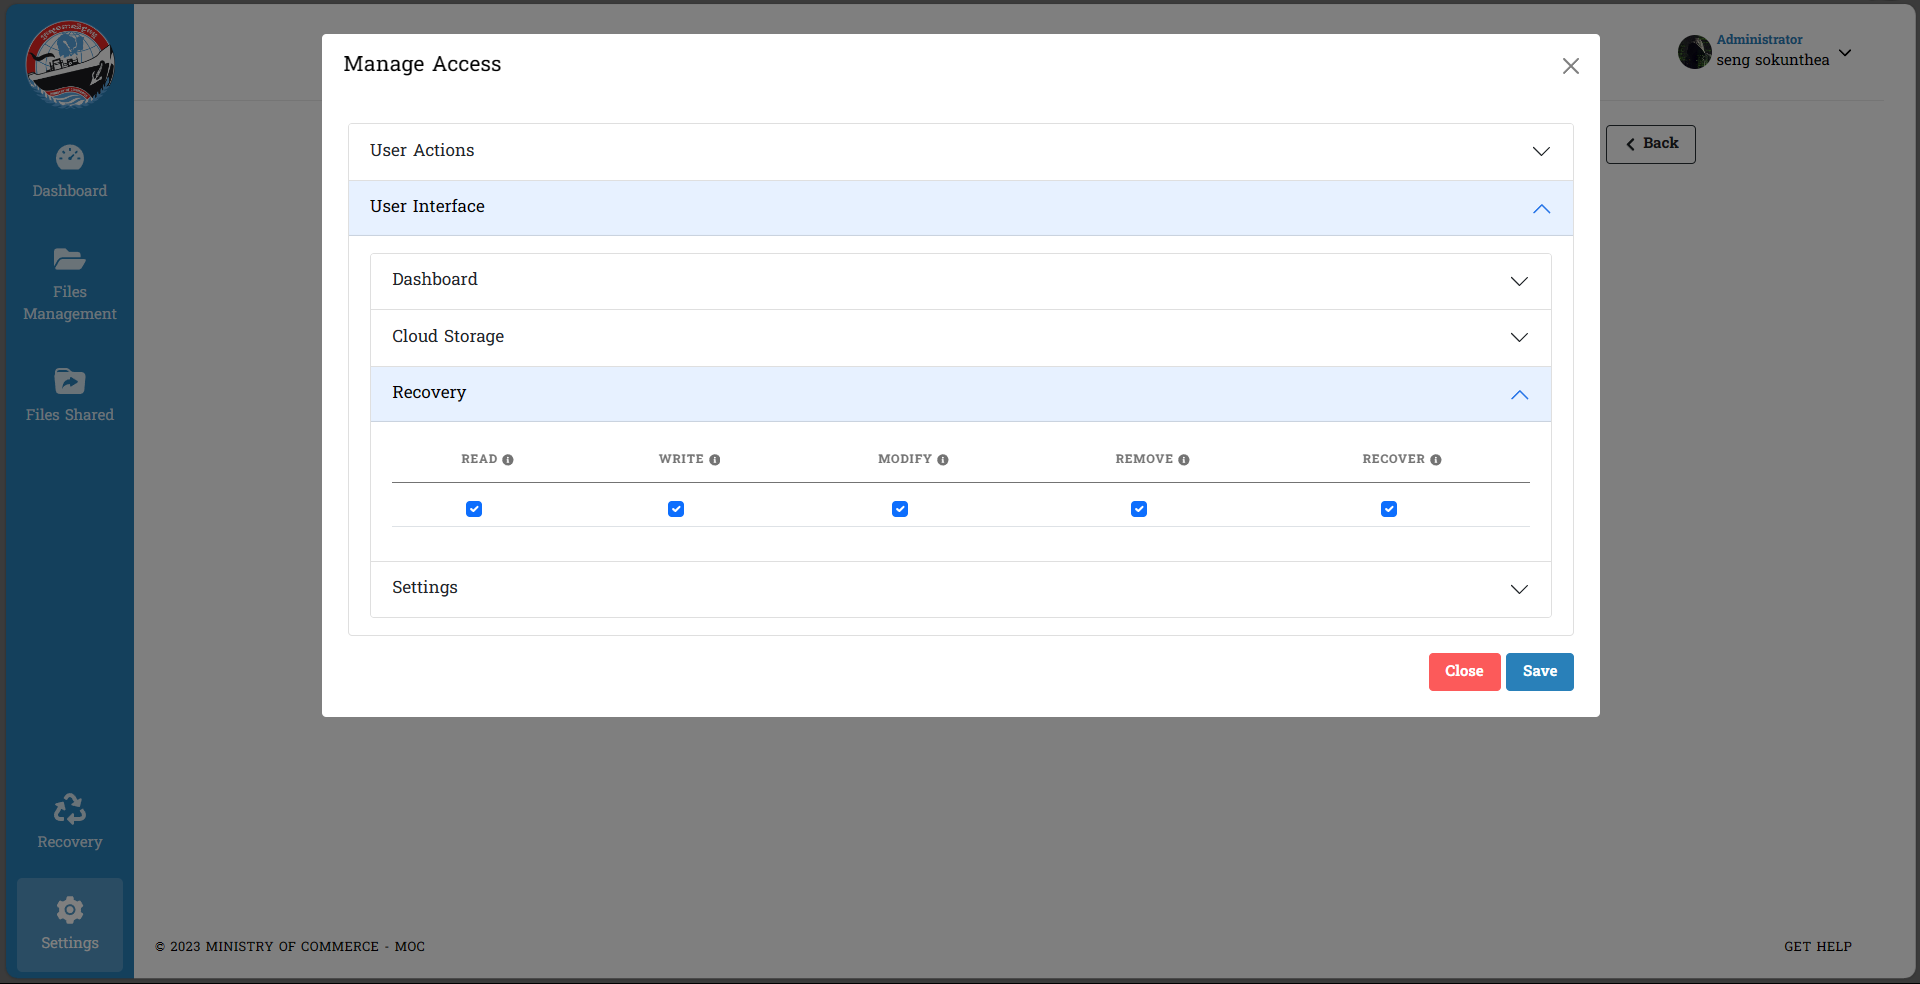 Manage Access
Administrator
seng sokunthea
Back
User Actions
User Interface
Dashboard
Cloud Storage
Recovery
READ WRITE MODIFY REMOVE RECOVER
Settings
Close Save
Dashboard
Files
Management
Files Shared
Recovery
Settings
© 2023 MINISTRY OF COMMERCE - MOC
GET HELP